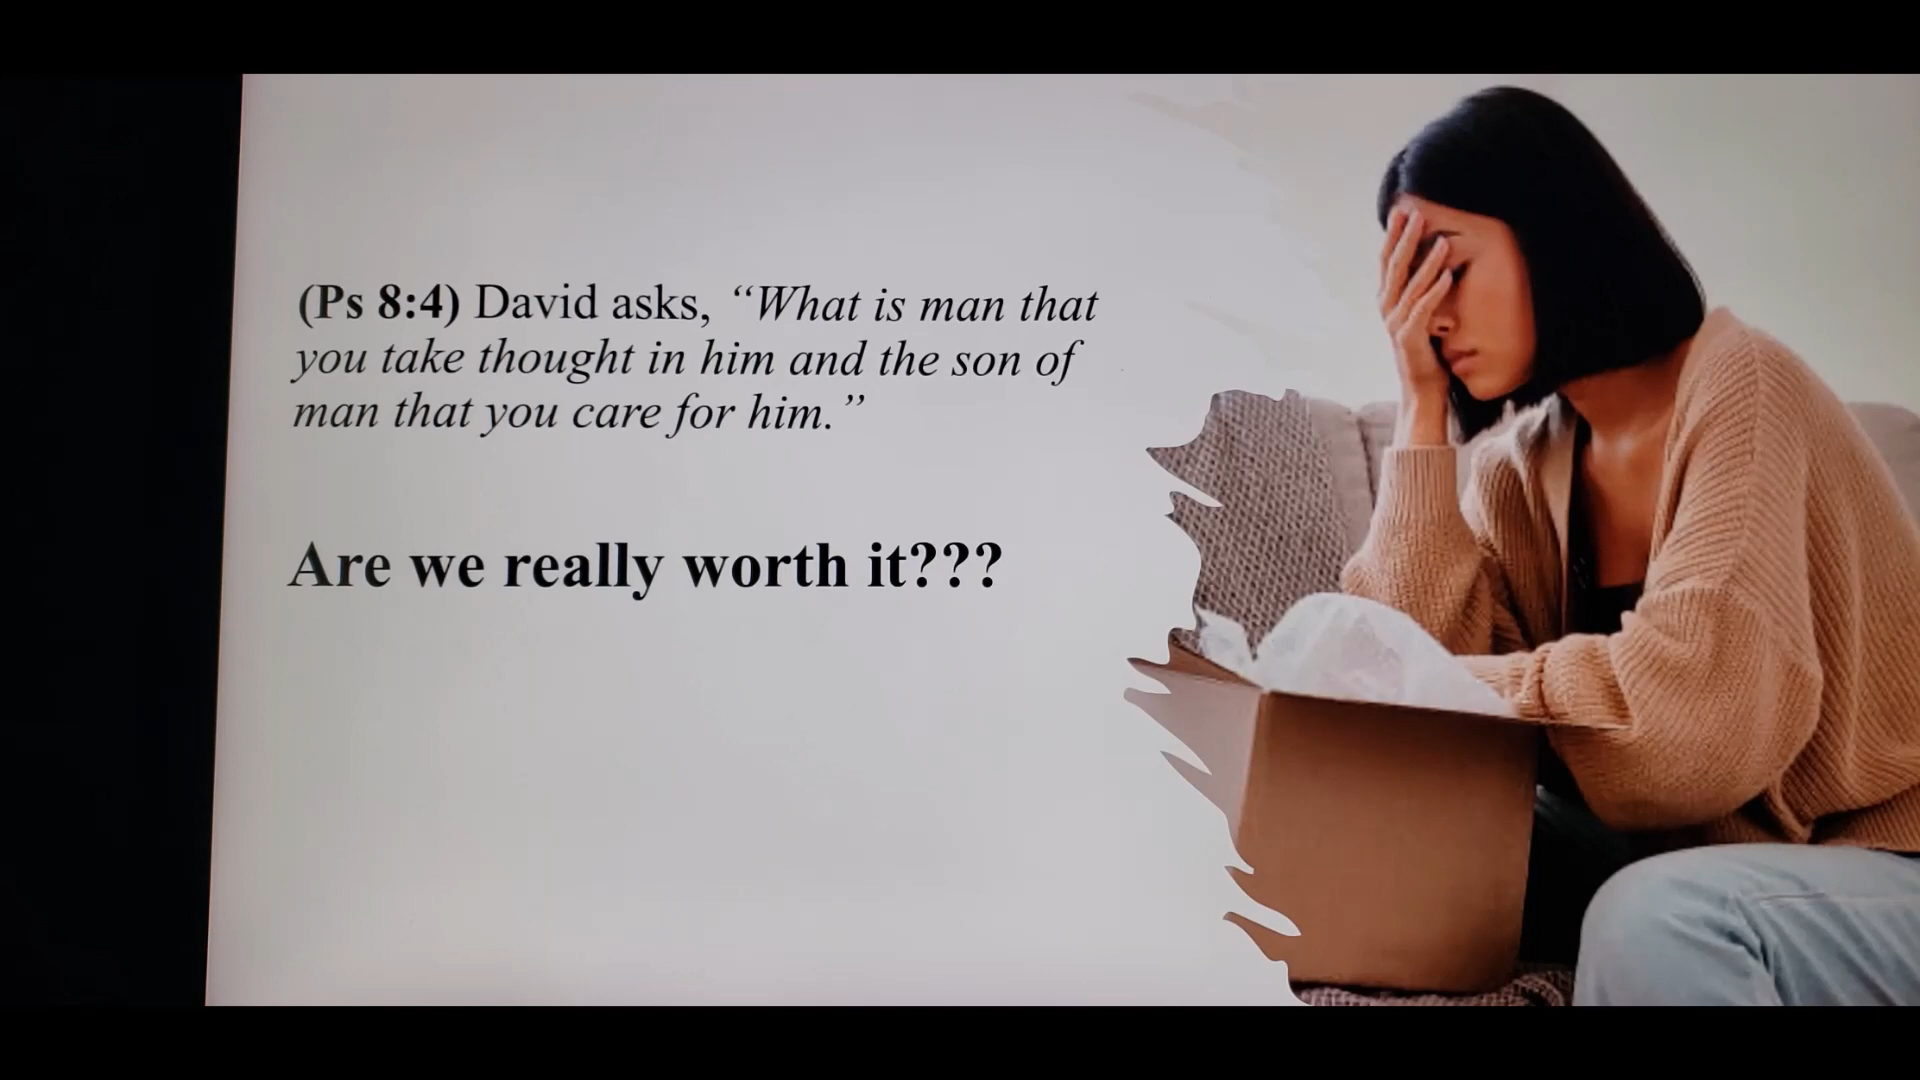 (Ps 8:4) David asks, “What is man that
you take thought in him and the son of
man that you care for him.”
Are we really worth it???